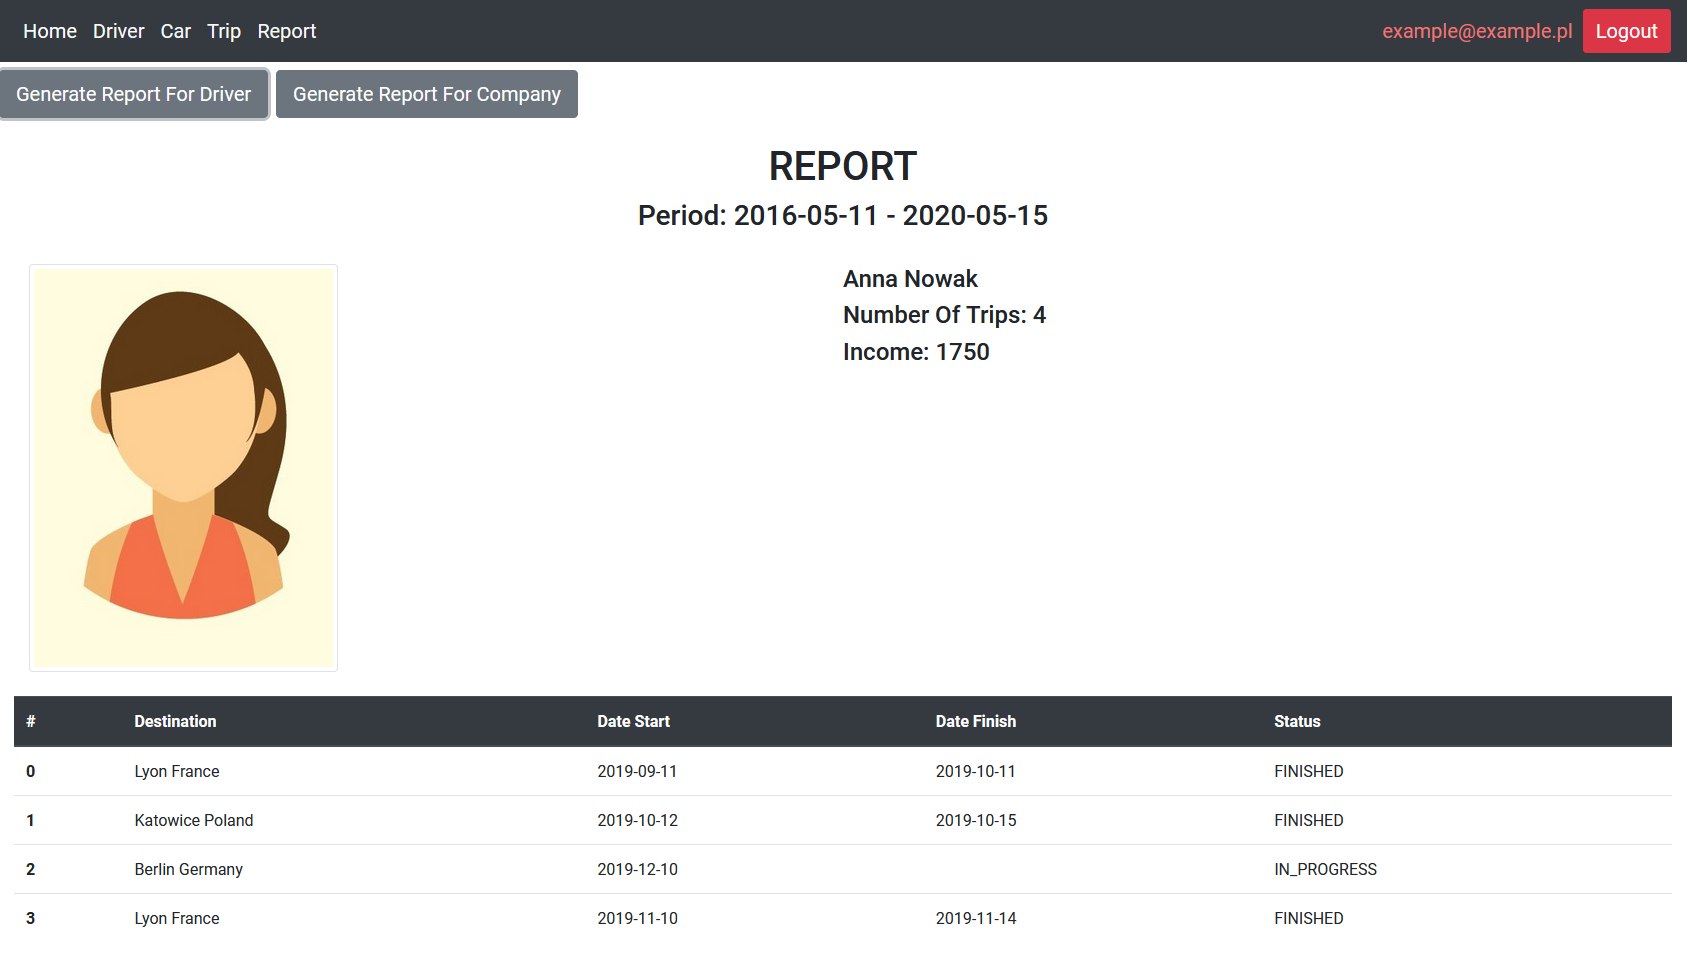 Home Driver Car Trip Report example@example.pl Logout
Generate Report For Driver Generate Report For Company
REPORT
Period: 2016-05-11 - 2020-05-15
Anna Nowak
Number Of Trips: 4
Income: 1750
# Destination Date Start Date Finish Status
0 Lyon France 2019-09-11 2019-10-11 FINISHED
1 Katowice Poland 2019-10-12 2019-10-15 FINISHED
2 Berlin Germany 2019-12-10 IN_PROGRESS
3 Lyon France 2019-11-10 2019-11-14 FINISHED